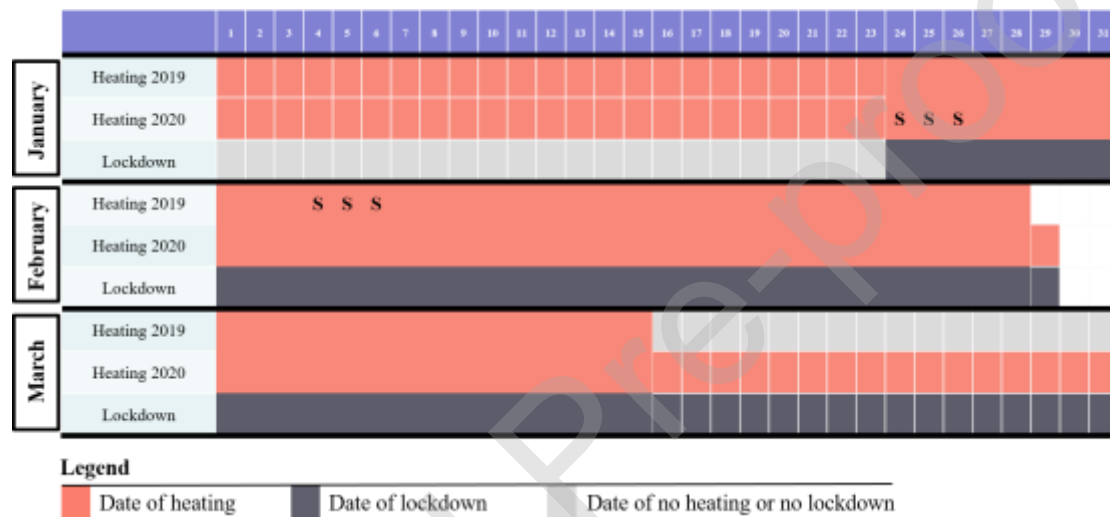 1 2 3 4 5 6 7 8 9 10 11 12 13 14 15 16 17 18 19 20 21 22 23 24 25 26 27 28 29 30 31
January
Heating 2019
Heating 2020 S S S
Lockdown
February
Heating 2019 S S S
Heating 2020
Lockdown
March
Heating 2019
Heating 2020
Lockdown
Legend
Date of heating Date of lockdown Date of no heating or no lockdown
Pre-proo